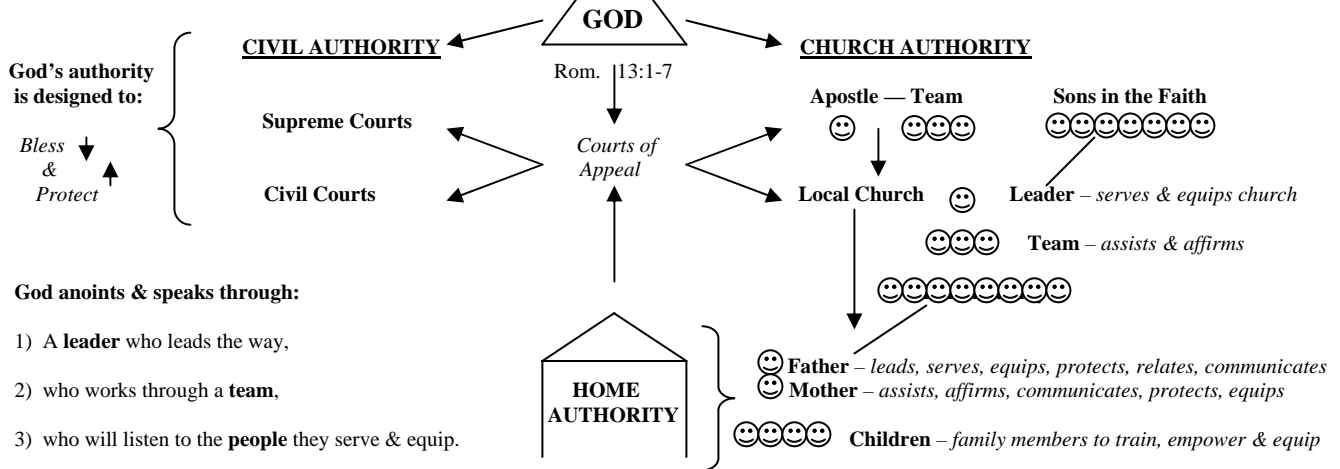 GOD
CIVIL AUTHORITY
CHURCH AUTHORITY
God’s authority
is designed to:
Bless
&
Protect
Rom. 13:1-7
Supreme Courts
Civil Courts
Courts of
Appeal
Apostle — Team
Sons in the Faith
Local Church
Leader – serves & equips church
Team – assists & affirms
God anoints & speaks through:
1) A leader who leads the way,
2) who works through a team,
3) who will listen to the people they serve & equip.
HOME
AUTHORITY
Father – leads, serves, equips, protects, relates, communicates
Mother – assists, affirms, communicates, protects, equips
Children – family members to train, empower & equip